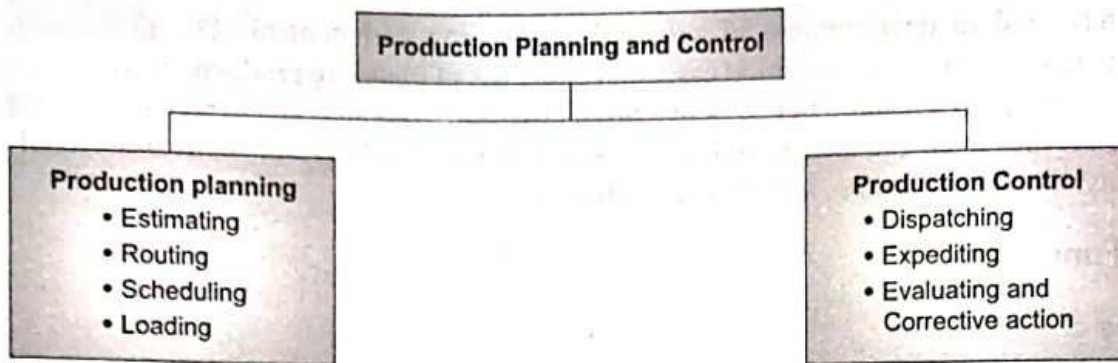 Production Planning and Control
Production planning
• Estimating
• Routing
• Scheduling
• Loading
Production Control
• Dispatching
• Expediting
• Evaluating and
Corrective action